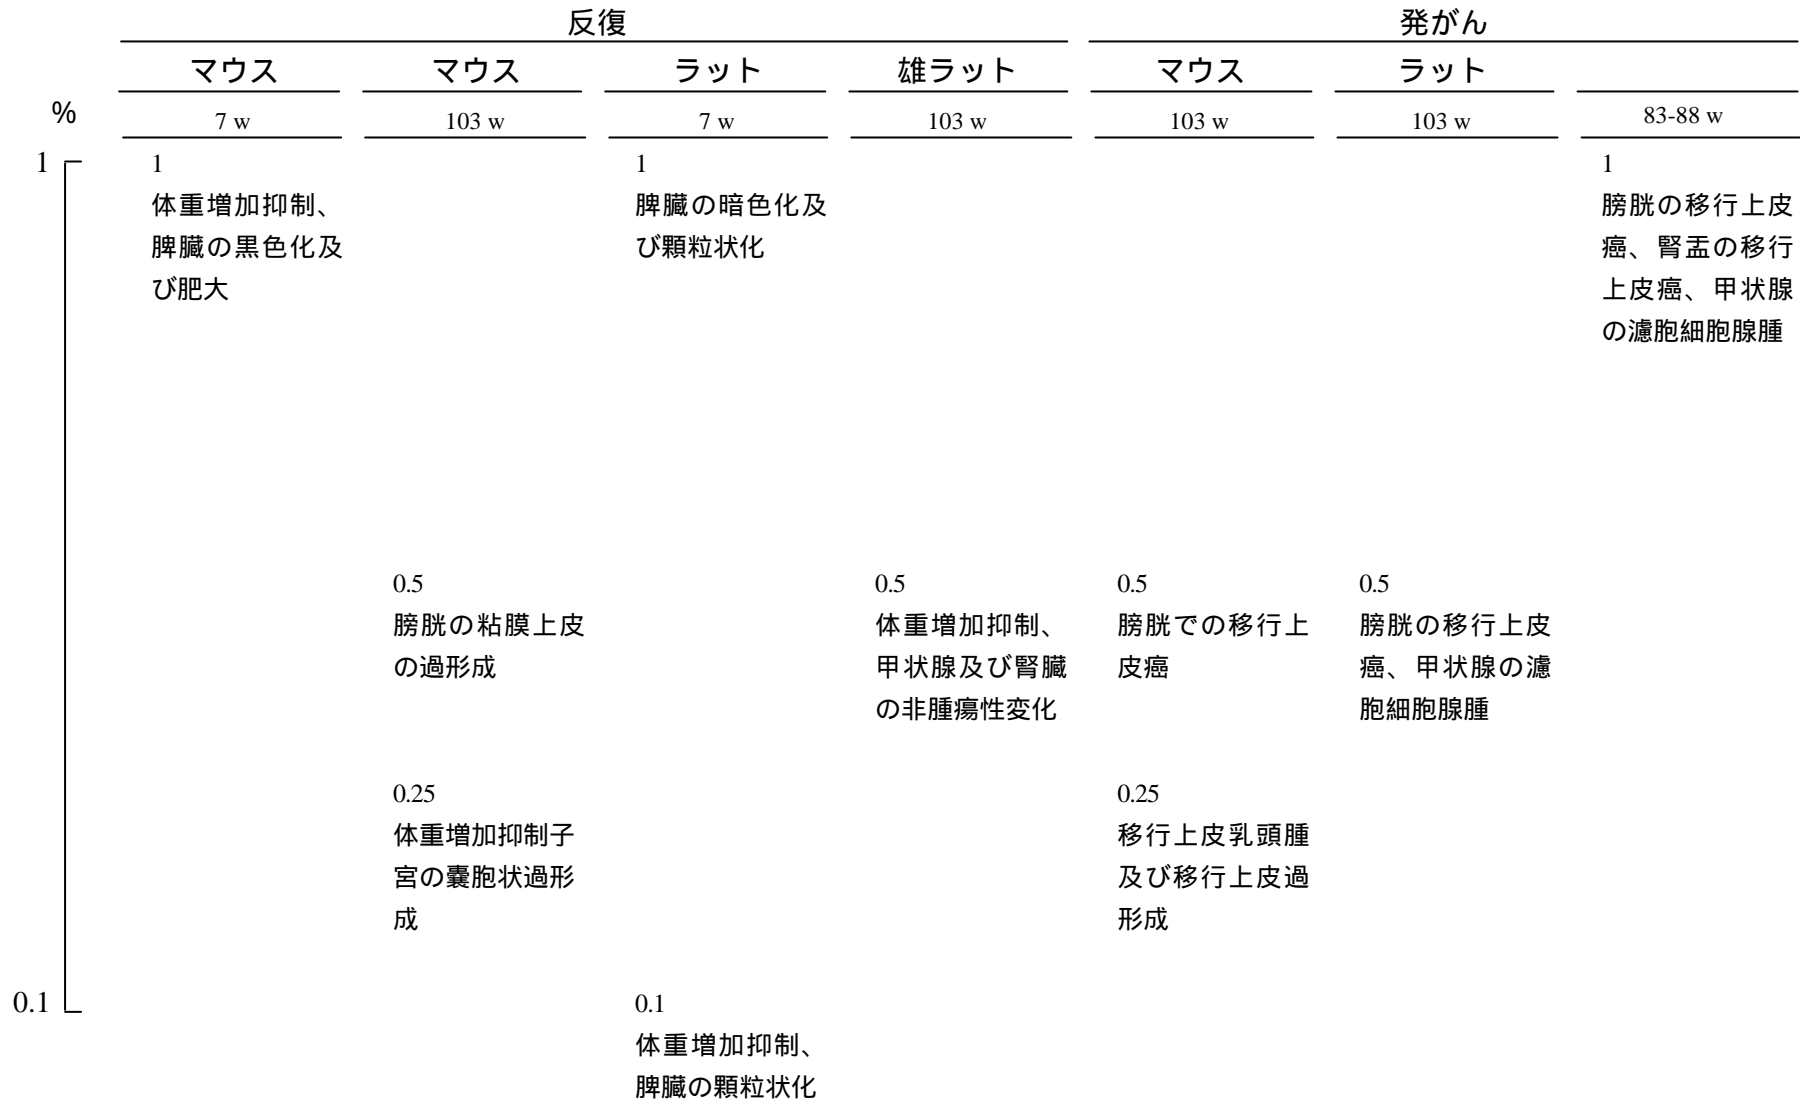 反復 発がん
マウス マウス ラット 雄ラット マウス ラット
%
7 w 103 w 7 w 103 w 103 w 103 w 83-88 w
1
1
体重増加抑制、
脾臓の黒色化及
び肥大
1
脾臓の暗色化及
び顆粒状化
1
膀胱の移行上皮
癌、腎盂の移行
上皮癌、甲状腺
の濾胞細胞腺腫
0.5
膀胱の粘膜上皮
の過形成
0.5
体重増加抑制、
甲状腺及び腎臓
の非腫瘍性変化
0.5
膀胱での移行上
皮癌
0.5
膀胱の移行上皮
癌、甲状腺の濾
胞細胞腺腫
0.25
体重増加抑制子
宮の嚢胞状過形
成
0.25
移行上皮乳頭腫
及び移行上皮過
形成
0.1
0.1
体重増加抑制、
脾臓の顆粒状化